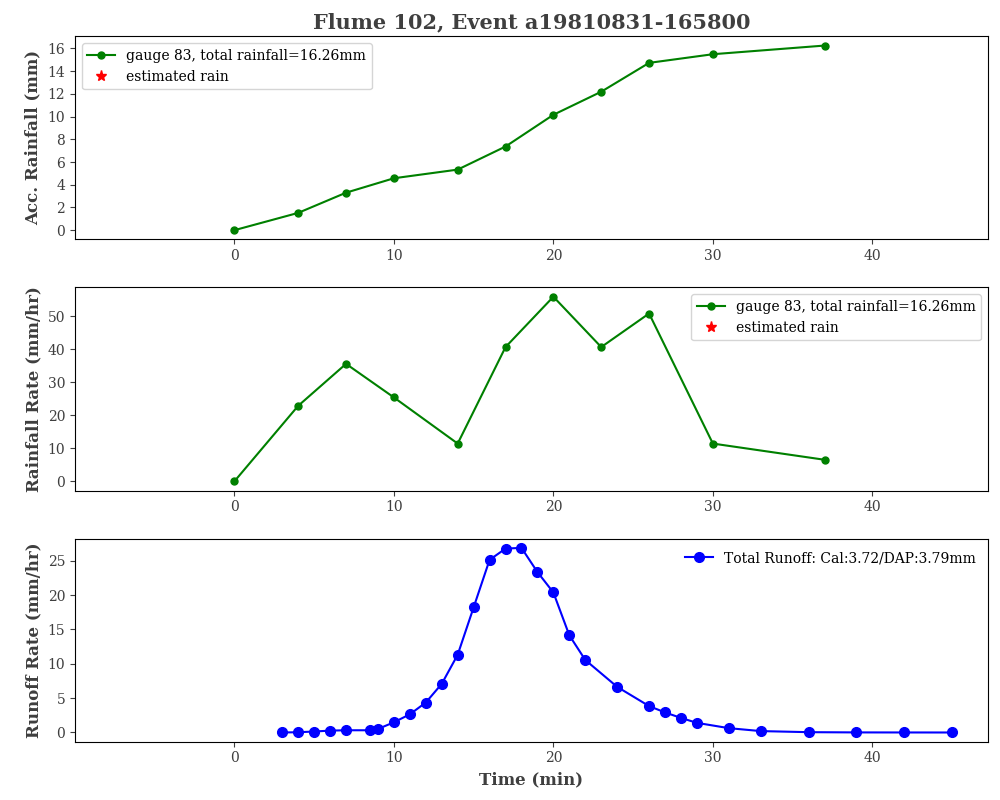 Flume 102, Event a19810831-165800
Acc. Rainfall (mm)
16
14
12
10
8
6
4
2
0
gauge 83, total rainfall=16.26mm
estimated rain
0 10 20 30 40
Rainfall Rate (mm/hr)
50
40
30
20
10
0
gauge 83, total rainfall=16.26mm
estimated rain
0 10 20 30 40
Runoff Rate (mm/hr)
25
20
15
10
5
0
Total Runoff: Cal:3.72/DAP:3.79mm
0 10 20 30 40
Time (min)